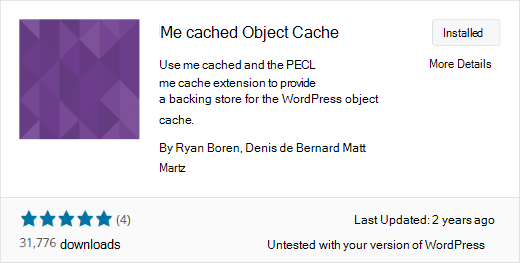 Me cached Object Cache
Installed
Use me cached and the PECL
More Details
me cache extension to provide
a backing store for the WordPress object
cache.
By Ryan Boren, Denis de Bernard Matt
Martz
(4)
Last Updated: 2 years ago
31,776 downloads
Untested with your version of WordPress